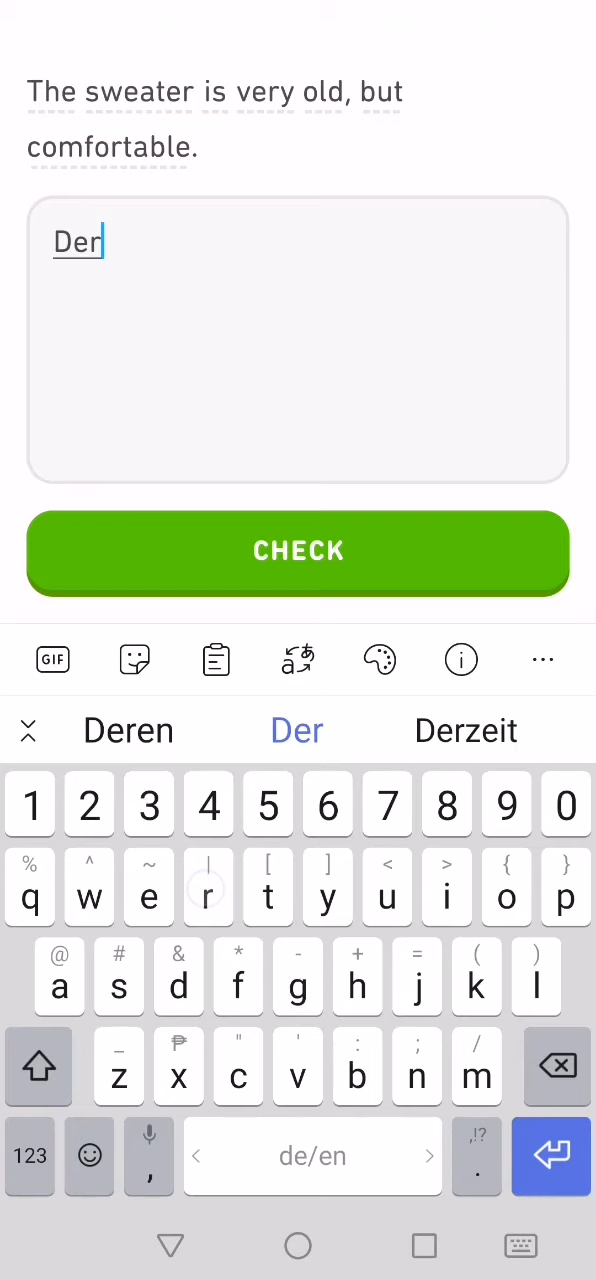 The sweater is very old, but
comfortable.
Der
CHECK
GIF
Deren Der Derzeit
1 2 3 4 5 6 7 8 9 0
% ^ ~ | [ ] < > { }
q w e r t y u i o p
@ # & * - + = ( )
a s d f g h j k l
_ ₱ " ' : ; /
z x c v b n m
,!?
123 , < de/en > .